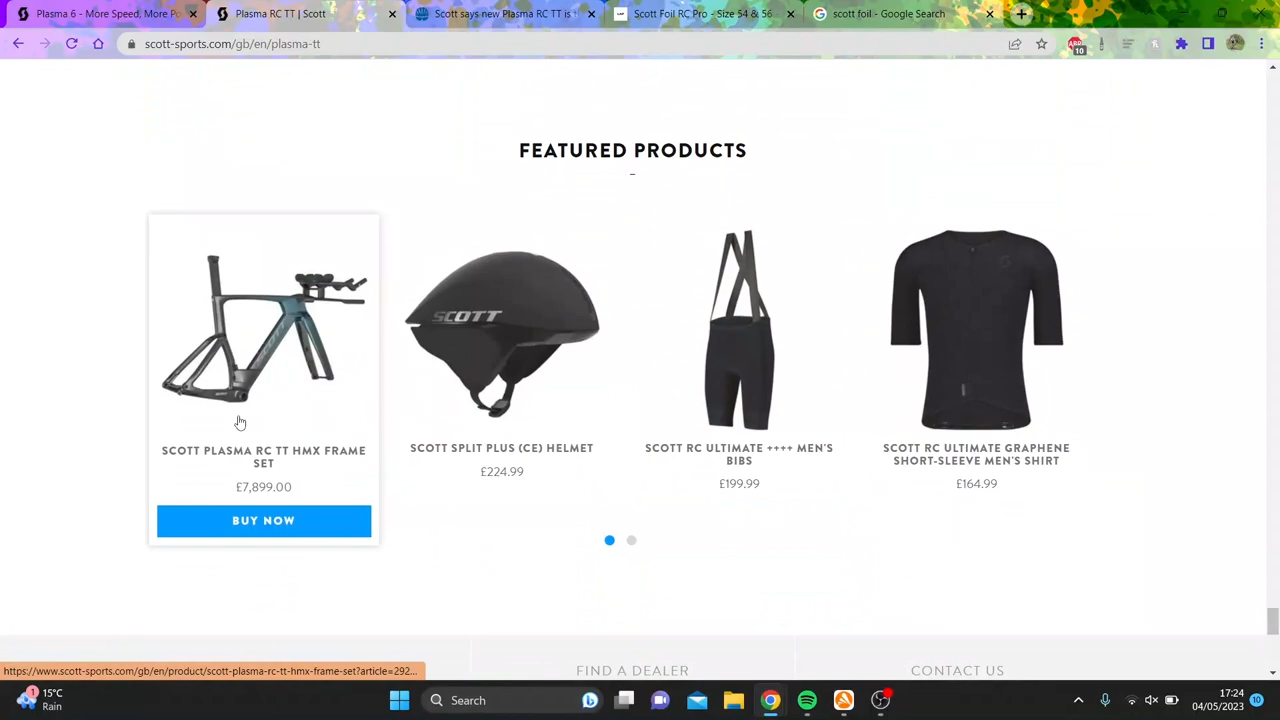 Plasma 6 - More Speed, More Po
Plasma RC TT | Scott
Scott says new Plasma RC TT is t
Scott Foil RC Pro - Size 54 & 56
scott foil - Google Search
scott-sports.com/gb/en/plasma-tt
10
FEATURED PRODUCTS
SCOTT
SCOTT PLASMA RC TT HMX FRAME
SET
£7,899.00
BUY NOW
SCOTT SPLIT PLUS (CE) HELMET
£224.99
SCOTT RC ULTIMATE ++++ MEN'S
BIBS
£199.99
SCOTT RC ULTIMATE GRAPHENE
SHORT-SLEEVE MEN'S SHIRT
£164.99
FIND A DEALER
CONTACT US
https://www.scott-sports.com/gb/en/product/scott-plasma-rc-tt-hmx-frame-set?article=292...
1
15°C
Rain
Search
17:24
04/05/2023
10